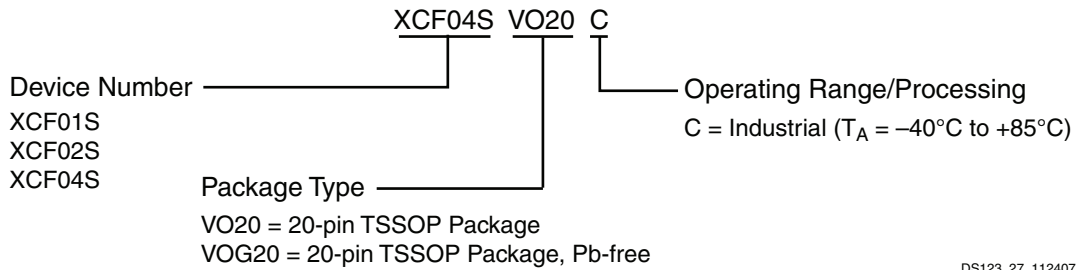 XCF04S VO20 C
Device Number
XCF01S
XCF02S
XCF04S
Package Type
VO20 = 20-pin TSSOP Package
VOG20 = 20-pin TSSOP Package, Pb-free
Operating Range/Processing
C = Industrial (TA = –40°C to +85°C)
DS123_27_112407